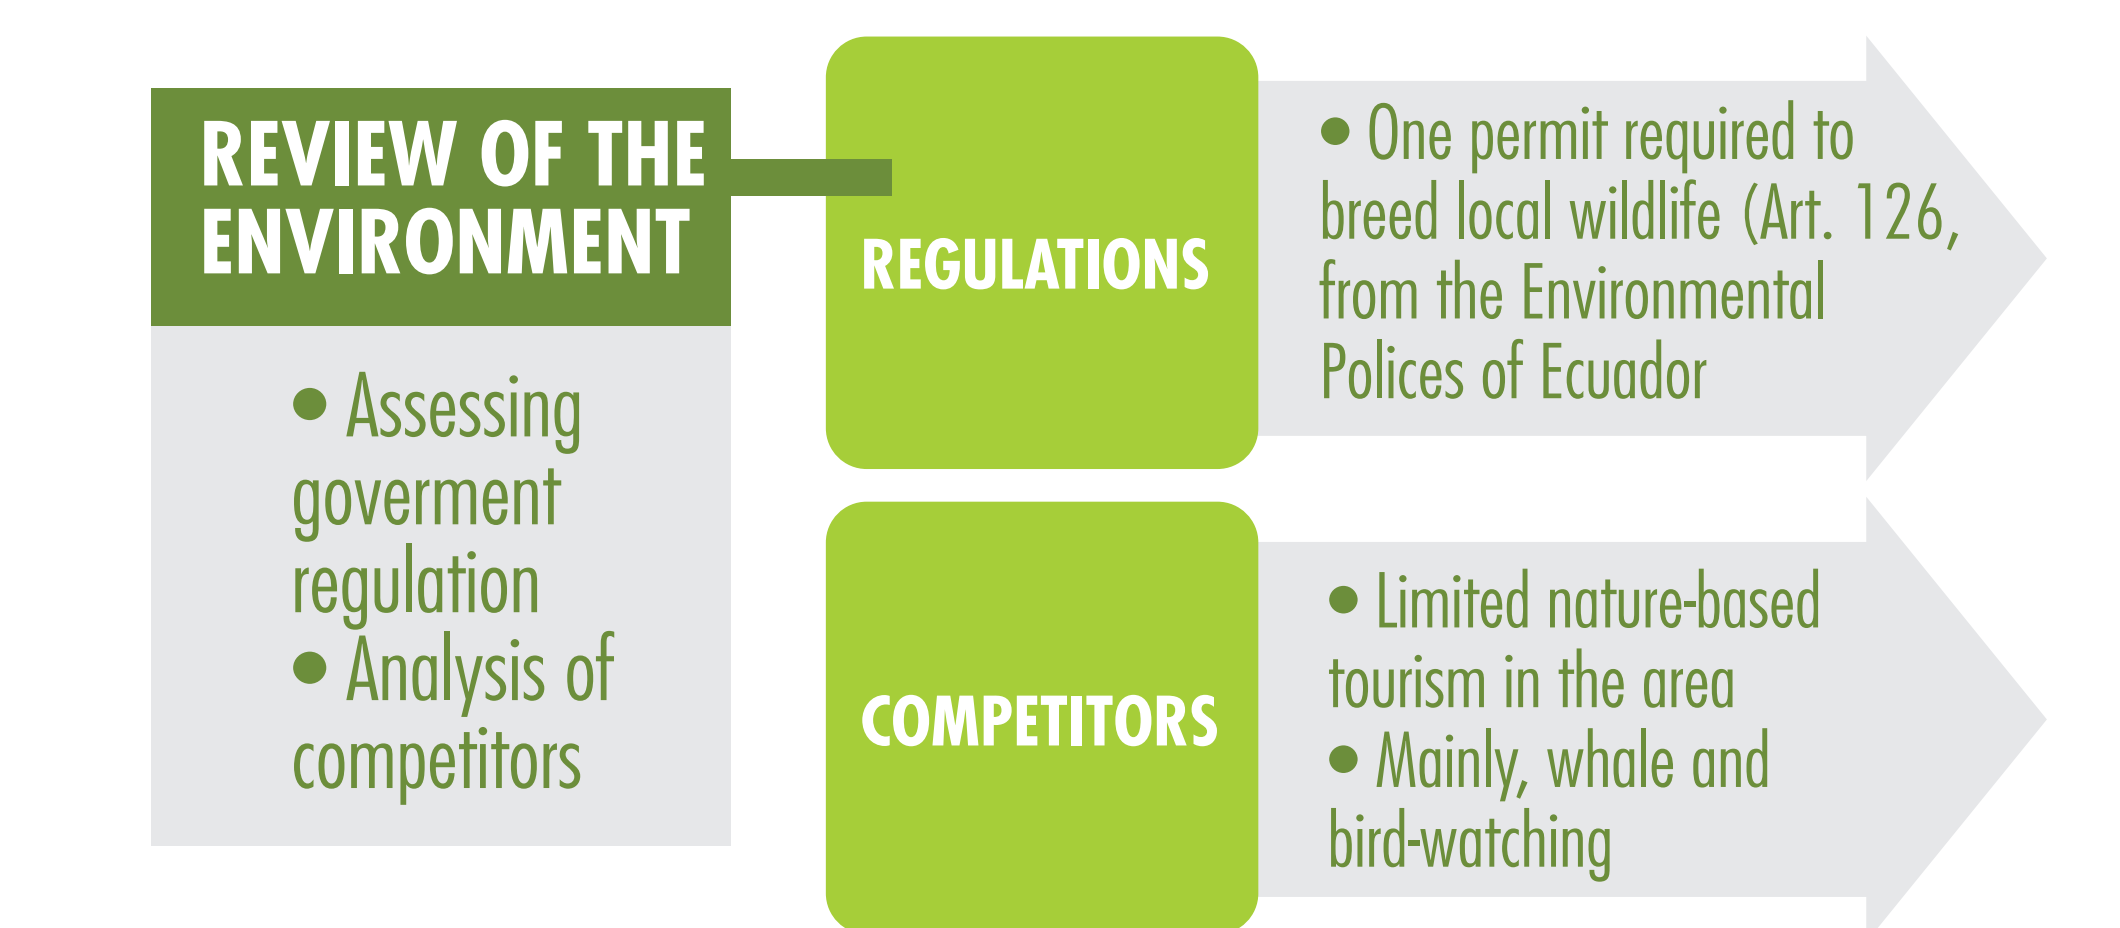 REVIEW OF THE
ENVIRONMENT
• Assessing
goverment
regulation
• Analysis of
competitors
REGULATIONS
• One permit required to
breed local wildlife (Art. 126,
from the Environmental
Polices of Ecuador
COMPETITORS
• Limited nature-based
tourism in the area
• Mainly, whale and
bird-watching